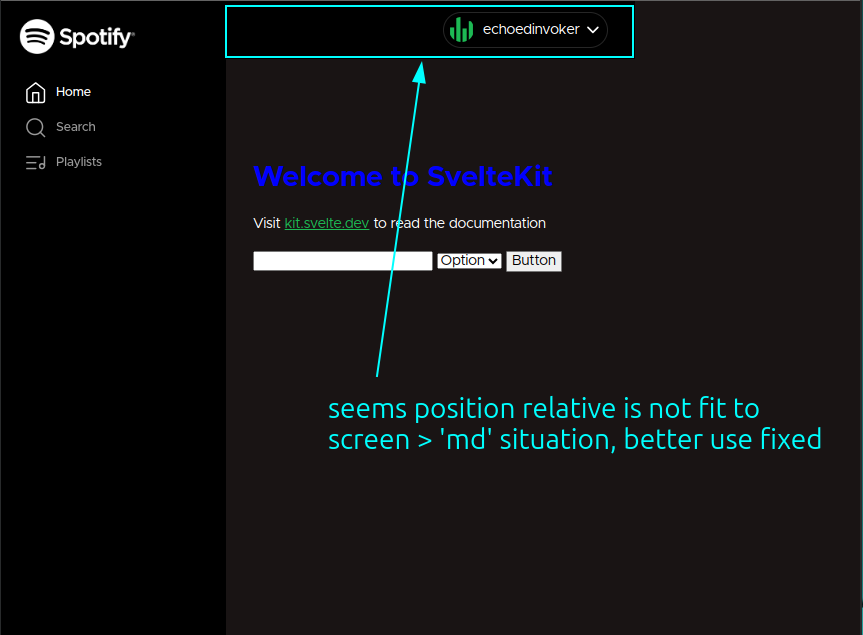 Spotify®
echoedinvoker
Home
Search
Playlists
Welcome to SvelteKit
Visit kit.svelte.dev to read the documentation
Option Button
seems position relative is not fit to
screen > 'md' situation, better use fixed